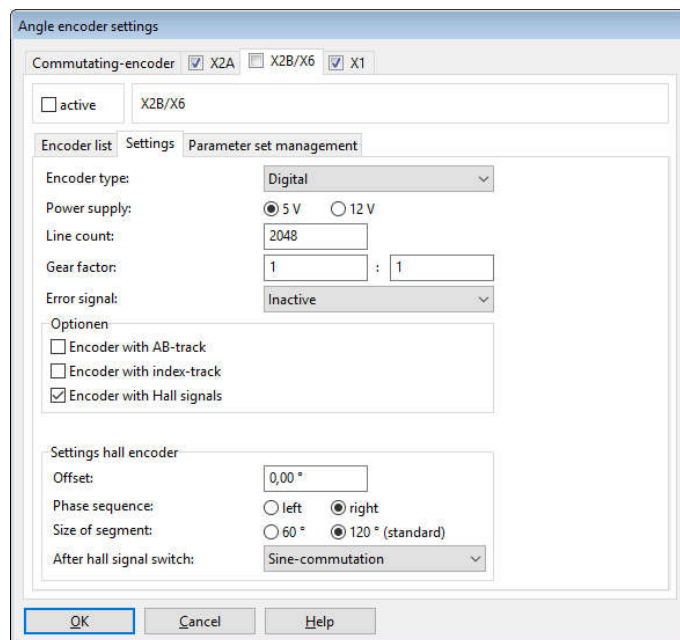 Angle encoder settings
Commutating-encoder X2A X2B/X6 X1
active X2B/X6
Encoder list Settings Parameter set management
Encoder type: Digital
Power supply: 5 V 12 V
Line count: 2048
Gear factor: 1 : 1
Error signal: Inactive
Optionen
Encoder with AB-track
Encoder with index-track
Encoder with Hall signals
Settings hall encoder
Offset: 0,00 °
Phase sequence: left right
Size of segment: 60 ° 120 ° (standard)
After hall signal switch: Sine-commutation
OK Cancel Help